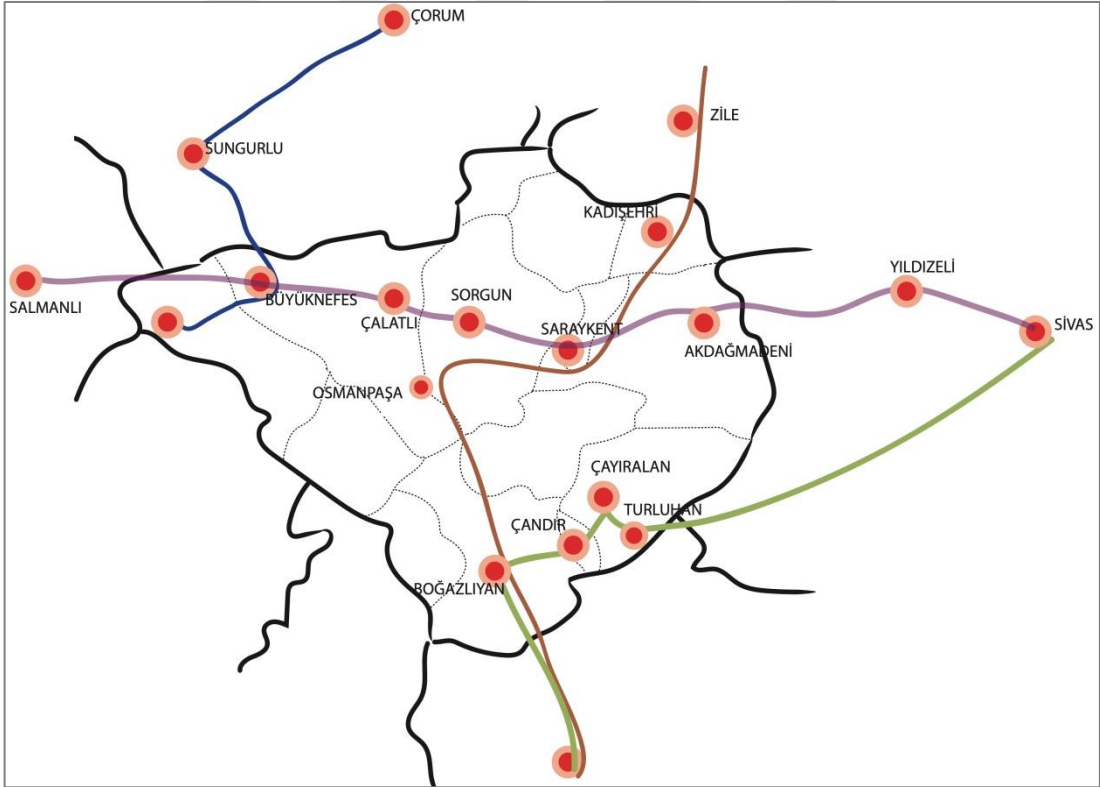 ÇORUM
ZİLE
SUNGURLU
KADIŞEHRİ
YILDIZELİ
SALMANLI
BÜYÜKNEFES
SORGUN
ÇALATLI
SARAYKENT
SİVAS
AKDAĞMADENİ
OSMANPAŞA
ÇAYIRALAN
TURLUHAN
ÇANDIR
BOĞAZLIYAN